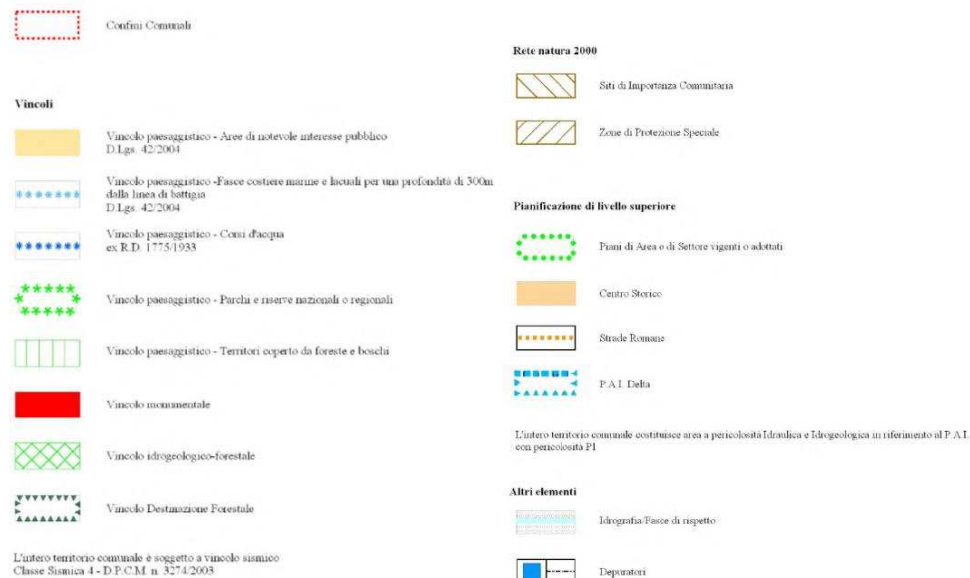 Confini Comunali
Vincoli
Vincolo paesaggistico - Aree di notevole interesse pubblico
D.Lgs. 42/2004
Vincolo paesaggistico -Fasce costiere marine e lacuali per una profondità di 300m
dalla linea di battigia
D.Lgs. 42/2004
Vincolo paesaggistico - Corsi d'acqua
ex R.D. 1775/1933
Vincolo paesaggistico - Parchi e riserve nazionali o regionali
Vincolo paesaggistico - Territori coperto da foreste e boschi
Vincolo monumentale
Vincolo idrogeologico-forestale
Vincolo Destinazione Forestale
L'intero territorio comunale è soggetto a vincolo sismico
Classe Sismica 4 - D.P.C.M. n. 3274/2003
Rete natura 2000
Siti di Importanza Comunitaria
Zone di Protezione Speciale
Pianificazione di livello superiore
Piani di Area o di Settore vigenti o adottati
Centro Storico
Strade Romane
P.A.I. Delta
L'intero territorio comunale costituisce area a pericolosità Idraulica e Idrogeologica in riferimento al P.A.I.
con pericolosità P1
Altri elementi
Idrografia/Fasce di rispetto
Depuratori